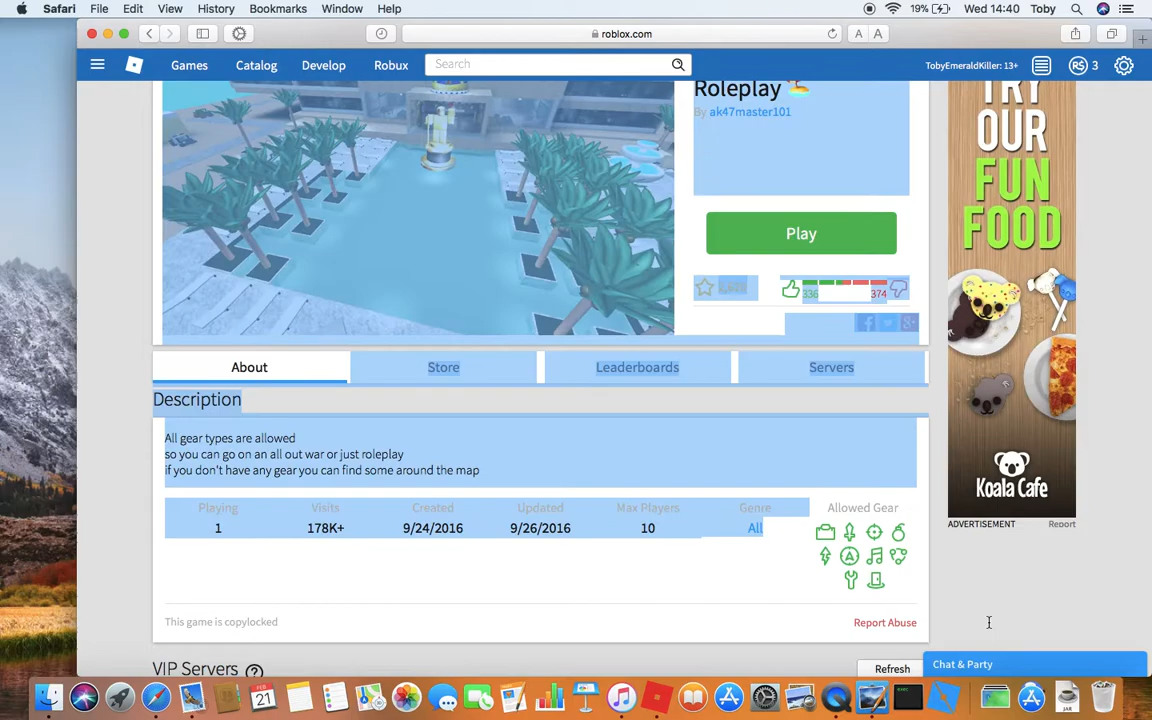 Safari File Edit View History Bookmarks Window Help 19% Wed 14:40 Toby
roblox.com A A
Games Catalog Develop Robux Search TobyEmeraldKiller: 13+ R$ 3
Roleplay
By ak47master101
Play
336 374
About Store Leaderboards Servers
Description
All gear types are allowed
so you can go on an all out war or just roleplay
if you don't have any gear you can find some around the map
Playing Visits Created Updated Max Players Genre Allowed Gear
1 178K+ 9/24/2016 9/26/2016 10 All
This game is copylocked Report Abuse
VIP Servers ? Refresh
Chat & Party
TRY
OUR
FUN
FOOD
Koala Cafe
ADVERTISEMENT Report
FEB
21
JAR